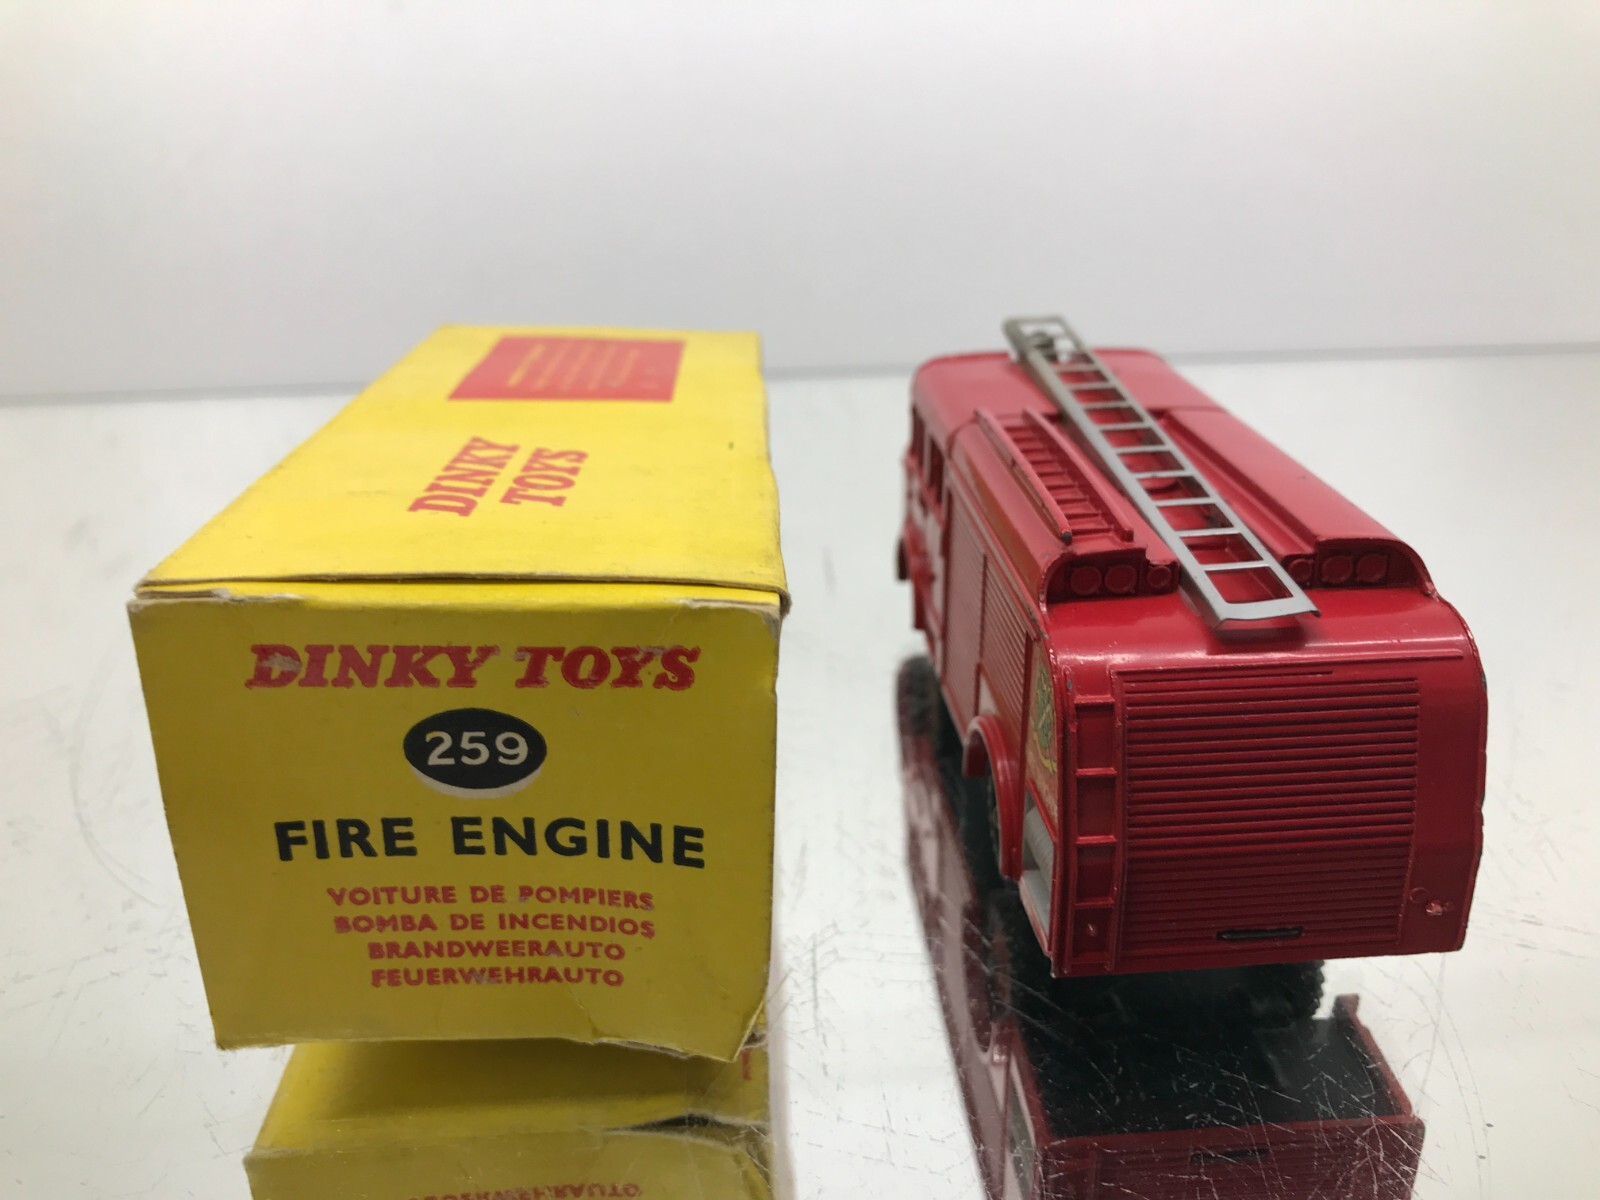 DINKY
TOYS
DINKY TOYS
259
FIRE ENGINE
VOITURE DE POMPIERS
BOMBA DE INCENDIOS
BRANDWEERAUTO
FEUERWEHRAUTO